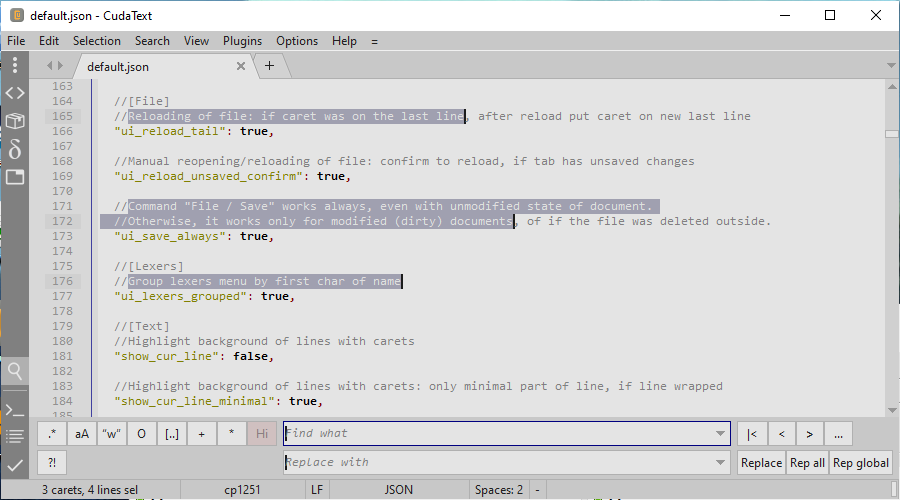 default.json - CudaText
File Edit Selection Search View Plugins Options Help =
default.json × +
163
164 //[File]
165 //Reloading of file: if caret was on the last line, after reload put caret on new last line
166 "ui_reload_tail": true,
167
168 //Manual reopening/reloading of file: confirm to reload, if tab has unsaved changes
169 "ui_reload_unsaved_confirm": true,
170
171 //Command "File / Save" works always, even with unmodified state of document.
172 //Otherwise, it works only for modified (dirty) documents, of if the file was deleted outside.
173 "ui_save_always": true,
174
175 //[Lexers]
176 //Group lexers menu by first char of name
177 "ui_lexers_grouped": true,
178
179 //[Text]
180 //Highlight background of lines with carets
181 "show_cur_line": false,
182
183 //Highlight background of lines with carets: only minimal part of line, if line wrapped
184 "show_cur_line_minimal": true,
185
.* aA "w" O [..] + * Hi Find what |< < > ...
?! Replace with Replace Rep all Rep global
3 carets, 4 lines sel cp1251 LF JSON Spaces: 2 -